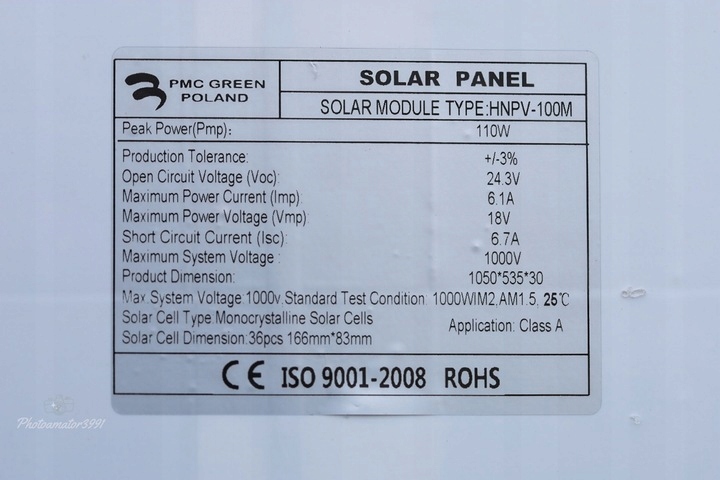 PMC GREEN
POLAND
SOLAR PANEL
SOLAR MODULE TYPE:HNPV-100M
Peak Power(Pmp): 110W
Production Tolerance: +/-3%
Open Circuit Voltage (Voc): 24.3V
Maximum Power Current (Imp): 6.1A
Maximum Power Voltage (Vmp): 18V
Short Circuit Current (Isc): 6.7A
Maximum System Voltage : 1000V
Product Dimension: 1050*535*30
Max.System Voltage 1000v.Standard Test Condition: 1000W\M2,AM1.5, 25℃
Solar Cell Type Monocrystalline Solar Cells
Application: Class A
Solar Cell Dimension:36pcs 166mm*83mm
CE ISO 9001-2008 ROHS
Photoamator3991